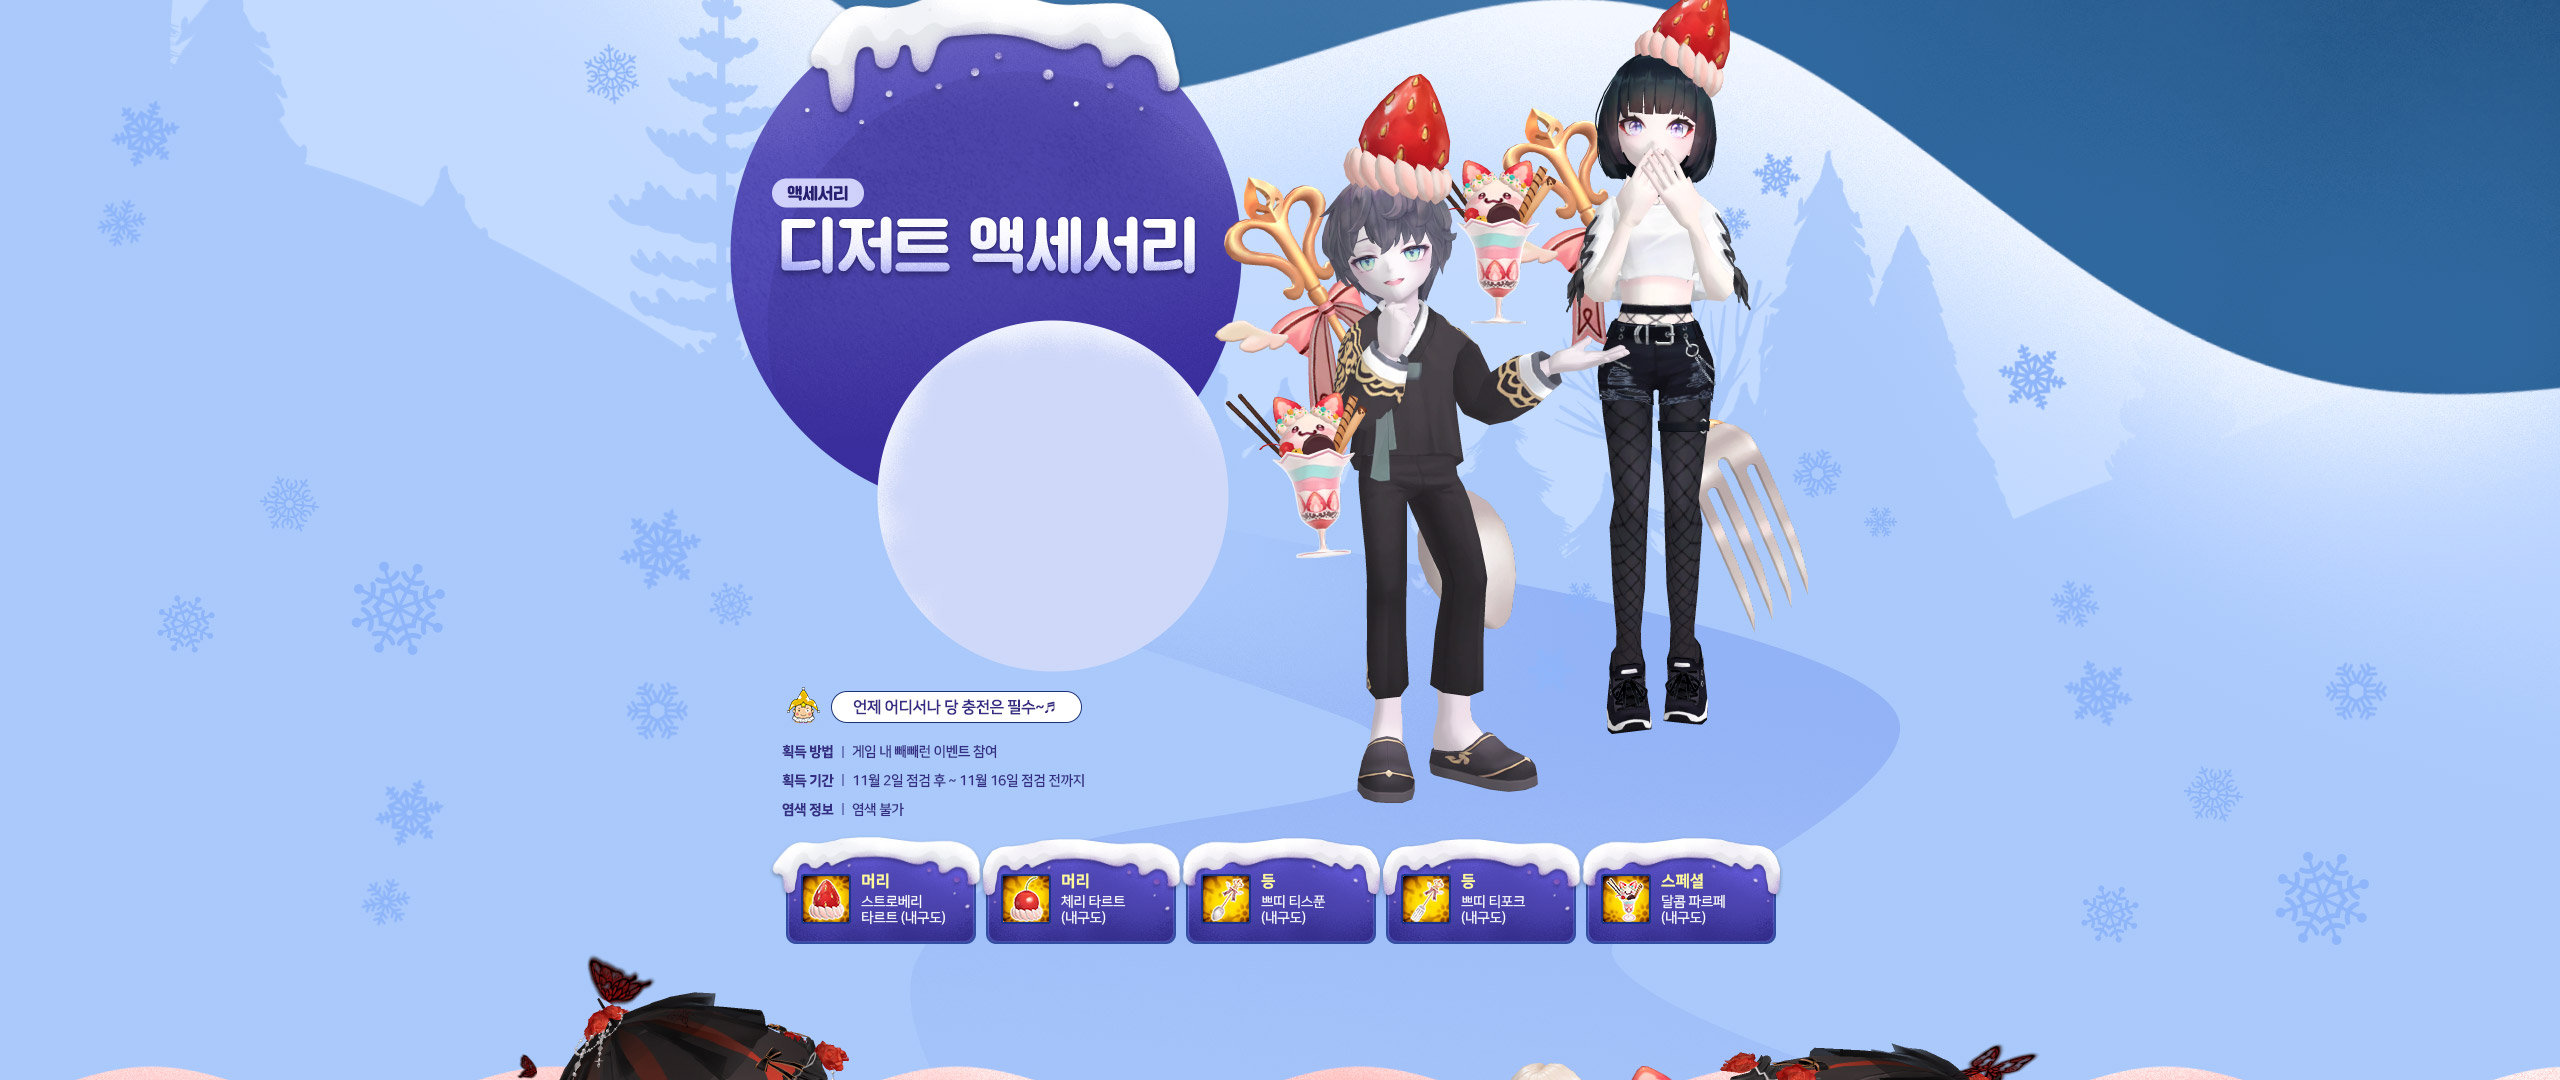 액세서리
디저트 액세서리
언제 어디서나 당 충전은 필수~♬
획득 방법 | 게임 내 빼빼런 이벤트 참여
획득 기간 | 11월 2일 점검 후 ~ 11월 16일 점검 전까지
염색 정보 | 염색 불가
머리
스트로베리
타르트 (내구도)
머리
체리 타르트
(내구도)
등
쁘띠 티스푼
(내구도)
등
쁘띠 티포크
(내구도)
스페셜
달콤 파르페
(내구도)